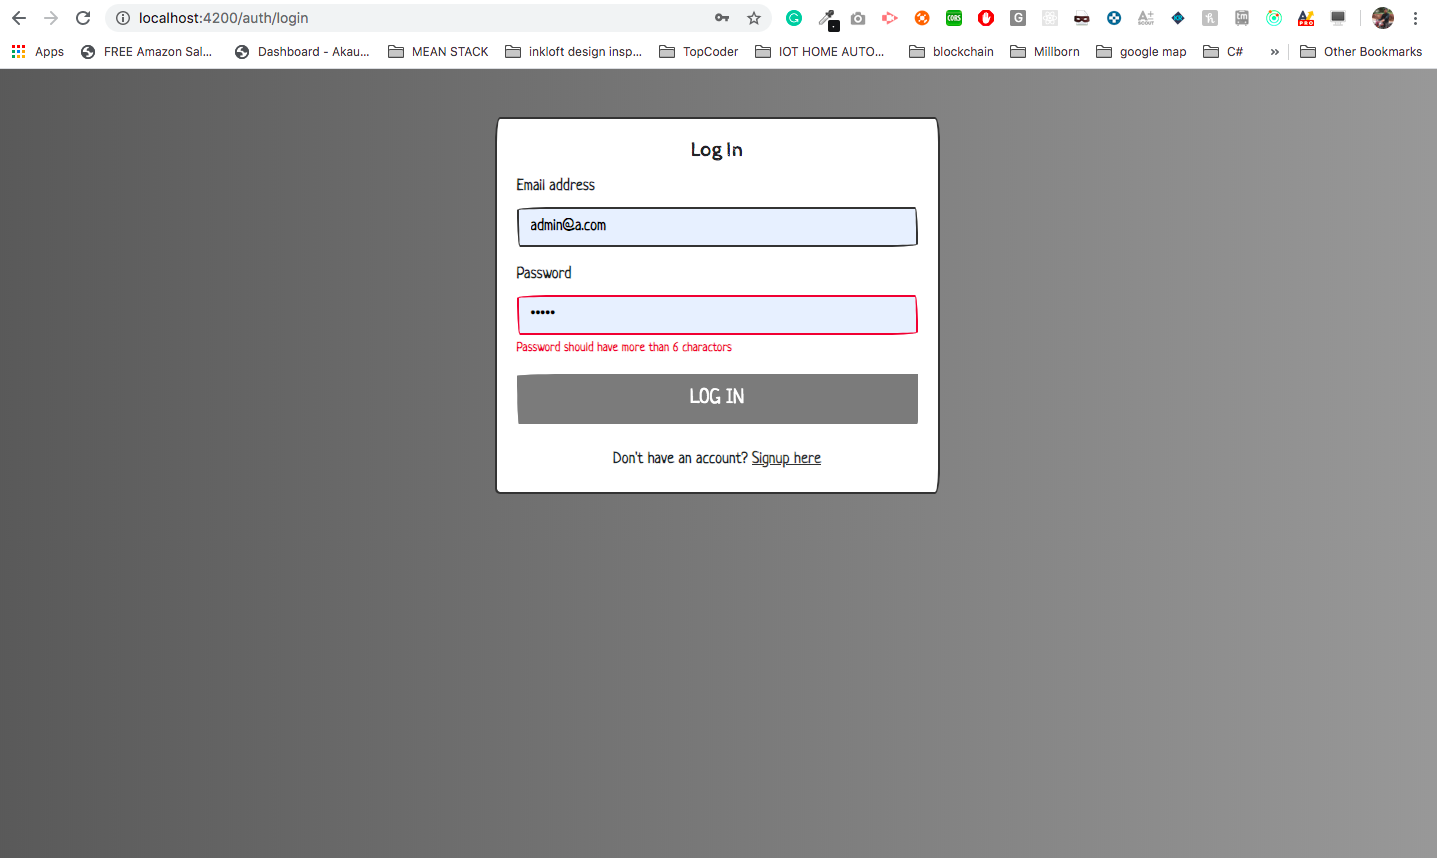 localhost:4200/auth/login
Apps FREE Amazon Sal... Dashboard - Akau... MEAN STACK inkloft design insp... TopCoder IOT HOME AUTO... blockchain Millborn google map C# » Other Bookmarks
Log In
Email address
admin@a.com
Password
•••••
Password should have more than 6 charactors
LOG IN
Don't have an account? Signup here